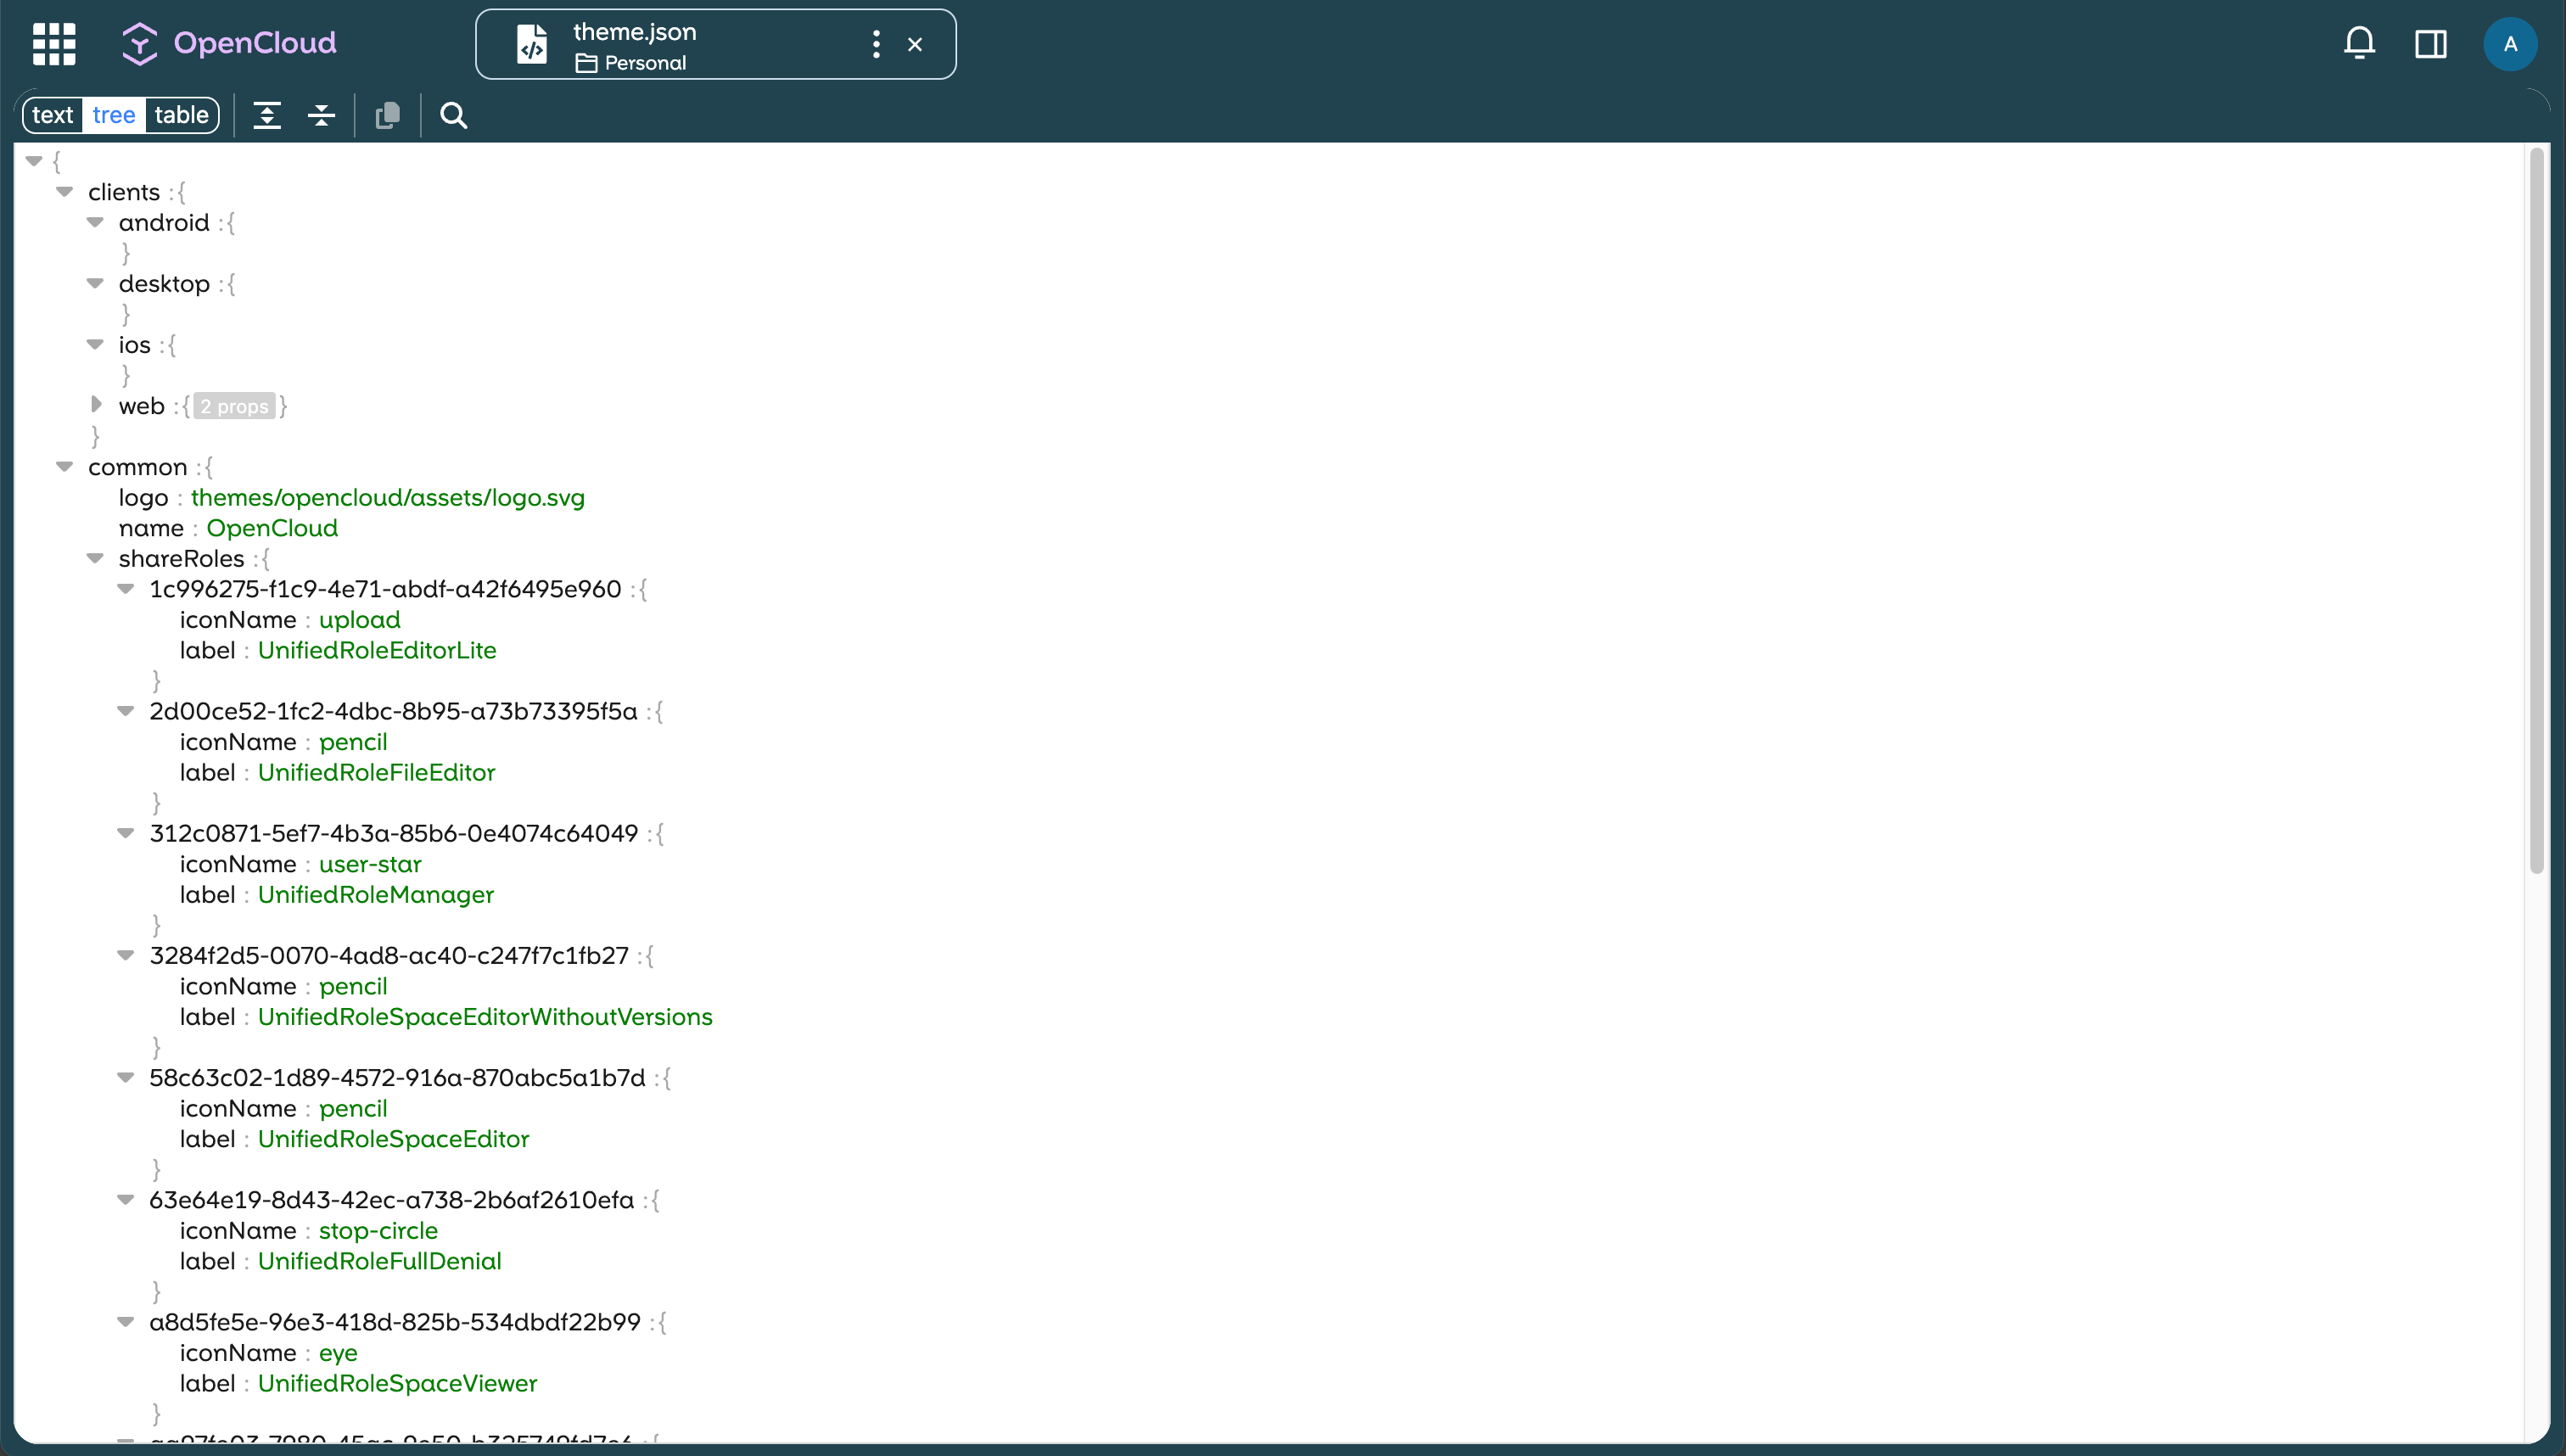 OpenCloud
theme.json
Personal
A
text tree table
{
clients :{
android :{
}
desktop :{
}
ios :{
}
web :{ 2 props }
}
common :{
logo : themes/opencloud/assets/logo.svg
name : OpenCloud
shareRoles :{
1c996275-f1c9-4e71-abdf-a42f6495e960 :{
iconName : upload
label : UnifiedRoleEditorLite
}
2d00ce52-1fc2-4dbc-8b95-a73b73395f5a :{
iconName : pencil
label : UnifiedRoleFileEditor
}
312c0871-5ef7-4b3a-85b6-0e4074c64049 :{
iconName : user-star
label : UnifiedRoleManager
}
3284f2d5-0070-4ad8-ac40-c247f7c1fb27 :{
iconName : pencil
label : UnifiedRoleSpaceEditorWithoutVersions
}
58c63c02-1d89-4572-916a-870abc5a1b7d :{
iconName : pencil
label : UnifiedRoleSpaceEditor
}
63e64e19-8d43-42ec-a738-2b6af2610efa :{
iconName : stop-circle
label : UnifiedRoleFullDenial
}
a8d5fe5e-96e3-418d-825b-534dbdf22b99 :{
iconName : eye
label : UnifiedRoleSpaceViewer
}